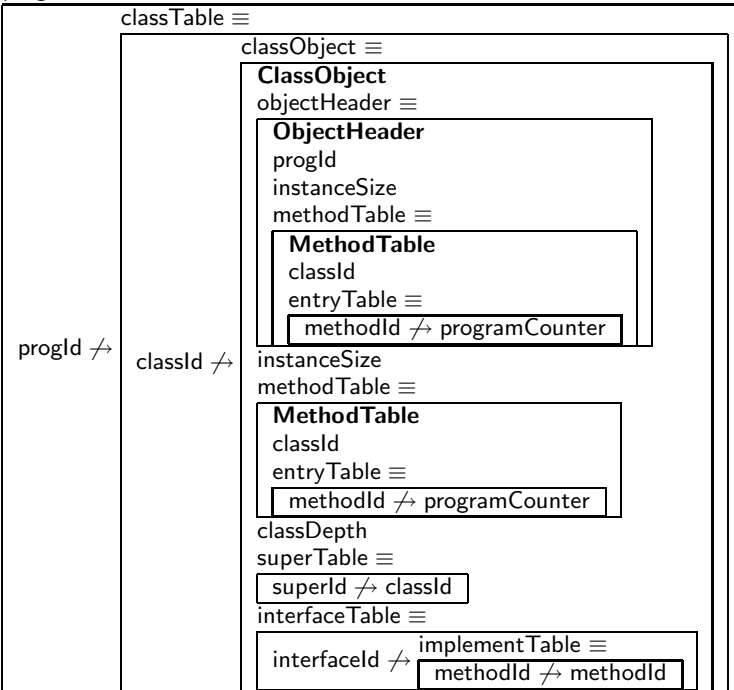 classTable ≡
classObject ≡
ClassObject
objectHeader ≡
ObjectHeader
progId
instanceSize
methodTable ≡
MethodTable
classId
entryTable ≡
methodId ↛ programCounter
progId ↛
classId ↛
instanceSize
methodTable ≡
MethodTable
classId
entryTable ≡
methodId ↛ programCounter
classDepth
superTable ≡
superId ↛ classId
interfaceTable ≡
interfaceId ↛
implementTable ≡
methodId ↛ methodId